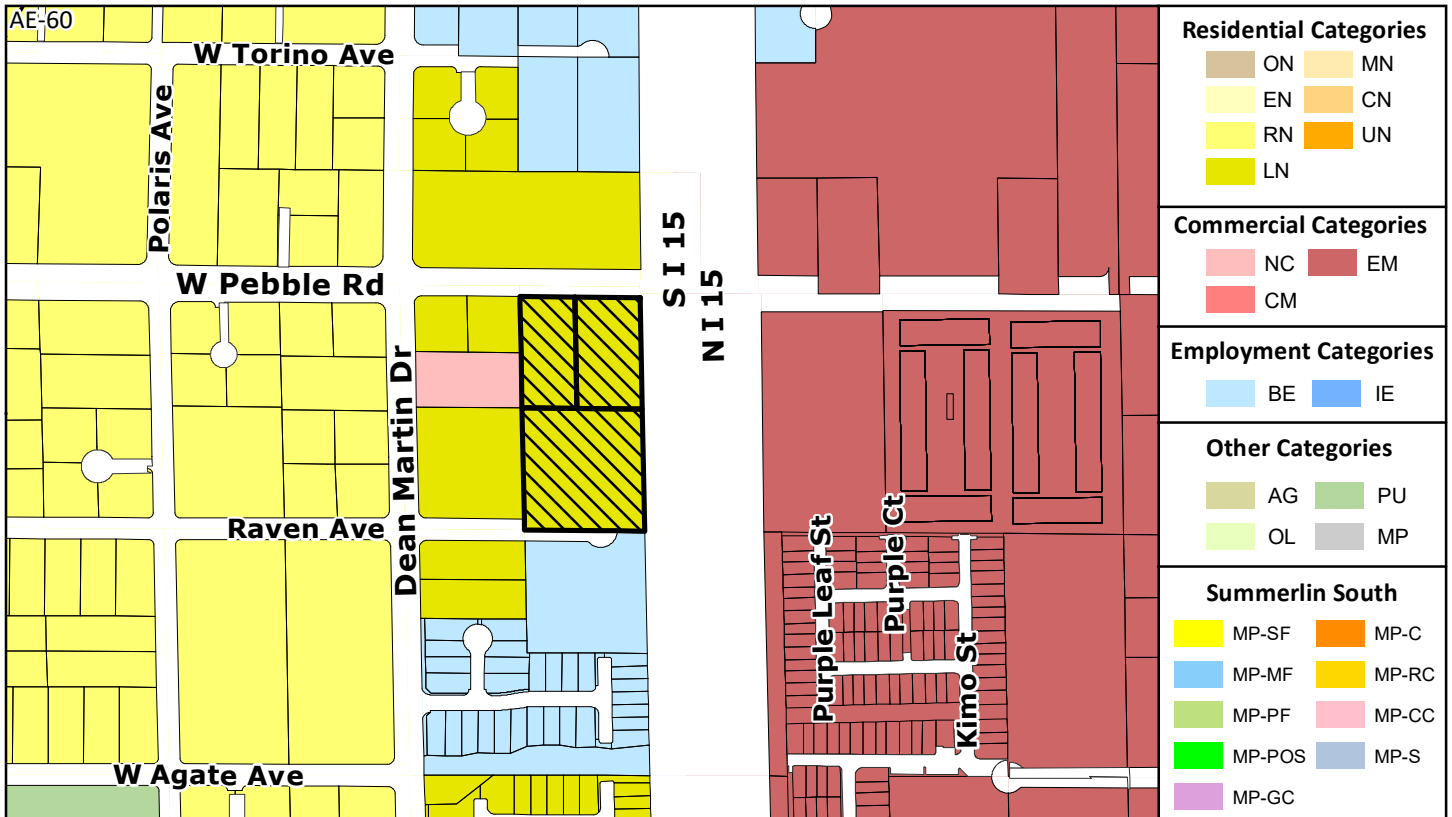 AE-60
W Torino Ave
Polaris Ave
W Pebble Rd
S I 15
N I 15
Dean Martin Dr
Raven Ave
Purple Leaf St
Purple Ct
Kimo St
W Agate Ave
Residential Categories
ON MN
EN CN
RN UN
LN
Commercial Categories
NC EM
CM
Employment Categories
BE IE
Other Categories
AG PU
OL MP
Summerlin South
MP-SF MP-C
MP-MF MP-RC
MP-PF MP-CC
MP-POS MP-S
MP-GC